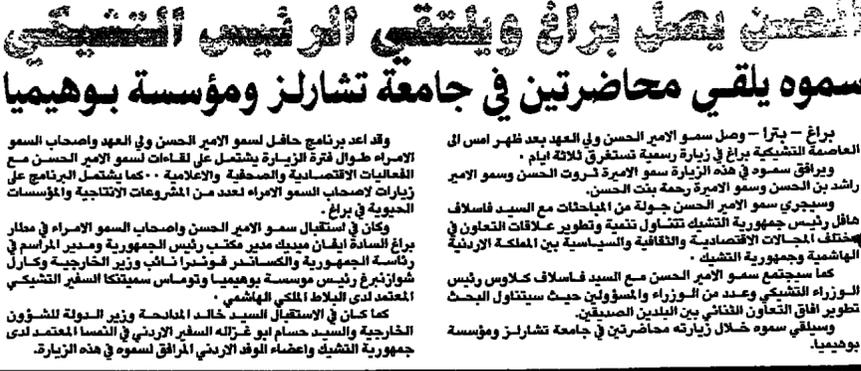 الحسن يصل براغ ويلتقي الرئيس التشيكي
سموه يلقي محاضرتين في جامعة تشارلز ومؤسسة بوهيميا
براغ - بترا - وصل سمو الامير الحسن ولي العهد بعد ظهر امس الى
العاصمة التشيكية براغ في زيارة رسمية تستغرق ثلاثة ايام .
ويرافق سموه في هذه الزيارة سمو الاميرة ثروت الحسن وسمو الامير
راشد بن الحسن وسمو الاميرة رحمة بنت الحسن.
وسيجري سمو الامير الحسن جولة من المباحثات مع السيد فاسلاف
هافل رئيس جمهورية التشيك تتناول تنمية وتطوير علاقات التعاون في
مختلف المجالات الاقتصادية والثقافية والسياسية بين المملكة الاردنية
الهاشمية وجمهورية التشيك .
كما سيجتمع سمو الامير الحسن مع السيد فاسلاف كلاوس رئيس
الوزراء التشيكي وعدد من الوزراء والمسؤولين حيث سيتناول البحث
تطوير افاق التعاون الثنائي بين البلدين الصديقين.
وسيلقي سموه خلال زيارته محاضرتين في جامعة تشارلز ومؤسسة
بوهيميا.
وقد اعد برنامج حافل لسمو الامير الحسن ولي العهد واصحاب السمو
الامراء طوال فترة الزيارة يشتمل على لقاءات لسمو الامير الحسن مع
الفعاليات الاقتصادية والصحفية والاعلامية ٠٠ كما يشتمل البرنامج على
زيارات لاصحاب السمو الامراء لعدد من المشروعات الانتاجية والمؤسسات
الحيوية في براغ .
وكان في استقبال سمو الامير الحسن واصحاب السمو الامراء في مطار
براغ السادة ايفان ميديك مدير مكتب رئيس الجمهورية ومدير المراسم في
رئاسة الجمهورية والكساندر فوندرا نائب وزير الخارجية وكارل
شوازنبرغ رئيس موسسة بوهيميا وتوماس سميتنكا السفير التشيكي
المعتمد لدى البلاط الملكي الهاشمي .
كما كان في الاستقبال السيد خالد المدادحة وزير الدولة للشؤون
الخارجية والسيد حسام ابو غزاله السفير الاردني في النمسا المعتمد لدى
جمهورية التشيك واعضاء الوفد الاردني المرافق لسموه في هذه الزيارة.